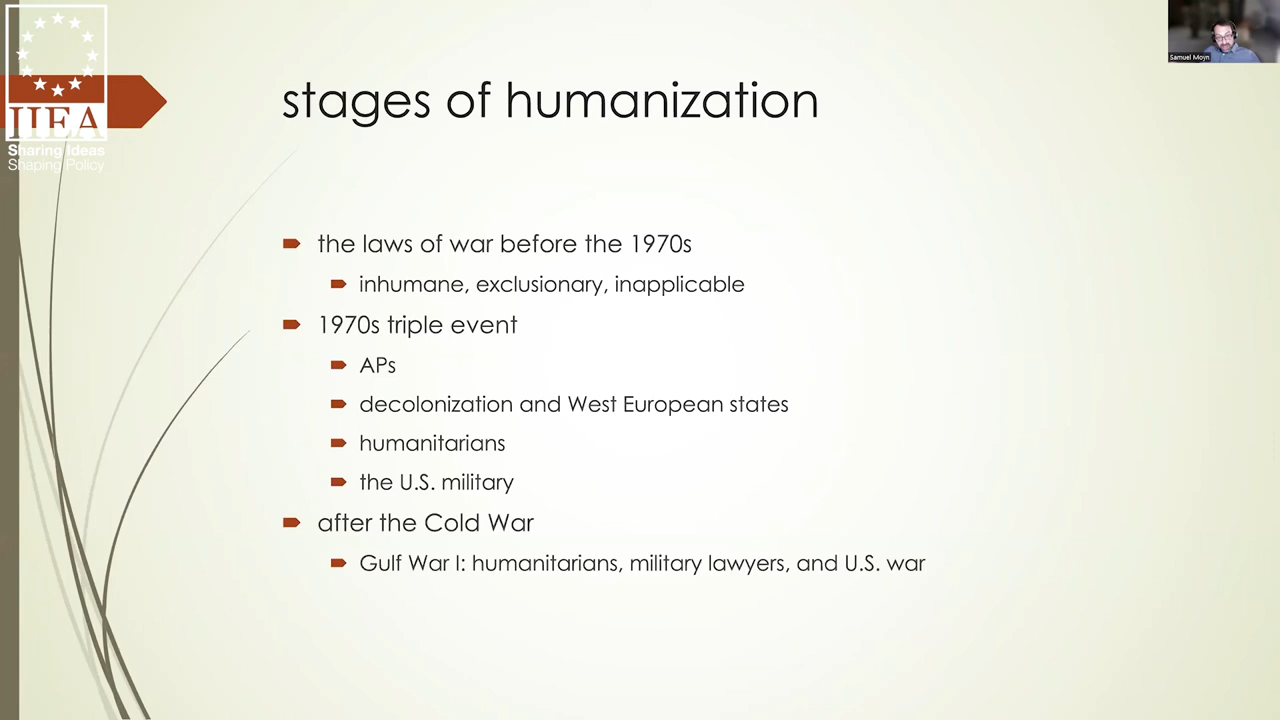 IIEA
Sharing Ideas
Shaping Policy
Samuel Moyn
stages of humanization
the laws of war before the 1970s
inhumane, exclusionary, inapplicable
1970s triple event
APs
decolonization and West European states
humanitarians
the U.S. military
after the Cold War
Gulf War I: humanitarians, military lawyers, and U.S. war